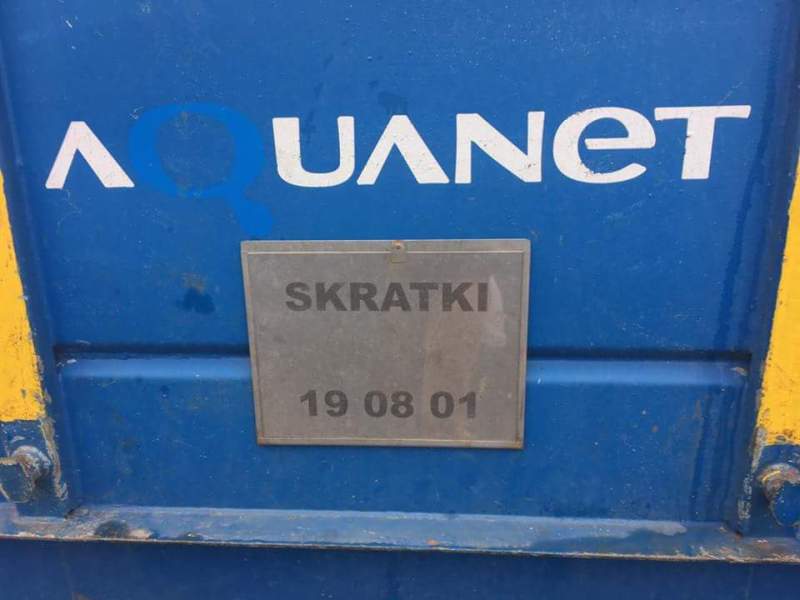 AQUANET
SKRATKI
19 08 01